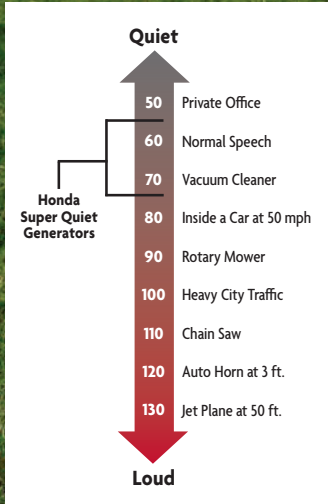 Quiet
50 Private Office
60 Normal Speech
70 Vacuum Cleaner
Honda
Super Quiet
Generators
80 Inside a Car at 50 mph
90 Rotary Mower
100 Heavy City Traffic
110 Chain Saw
120 Auto Horn at 3 ft.
130 Jet Plane at 50 ft.
Loud